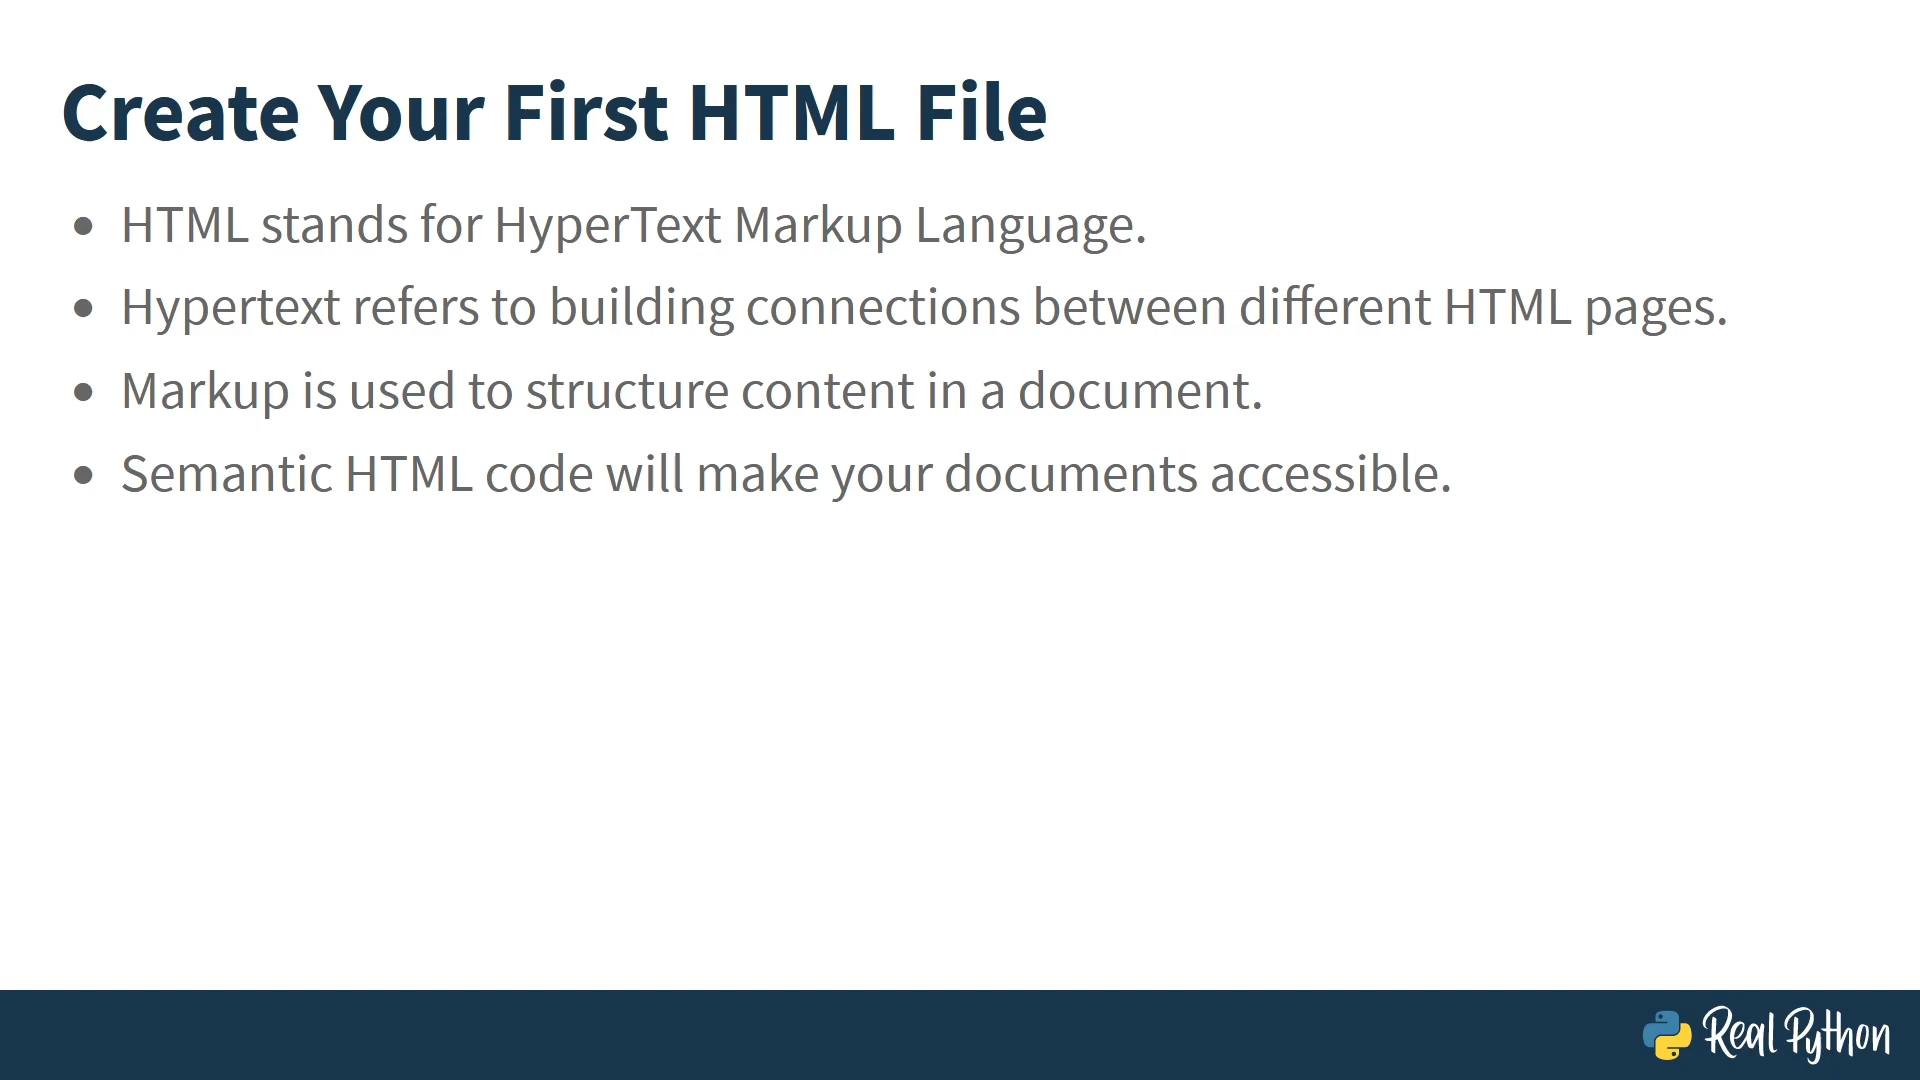 Create Your First HTML File
• HTML stands for HyperText Markup Language.
• Hypertext refers to building connections between different HTML pages.
• Markup is used to structure content in a document.
• Semantic HTML code will make your documents accessible.
Real Python